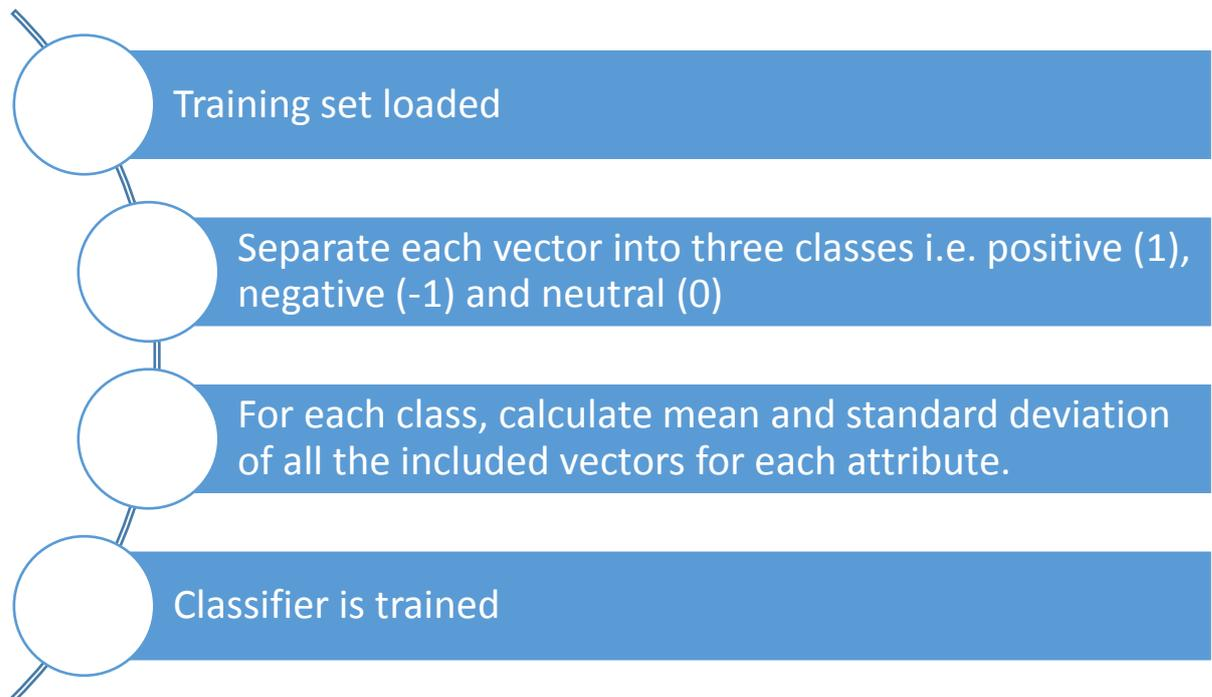 Training set loaded
Separate each vector into three classes i.e. positive (1),
negative (-1) and neutral (0)
For each class, calculate mean and standard deviation
of all the included vectors for each attribute.
Classifier is trained